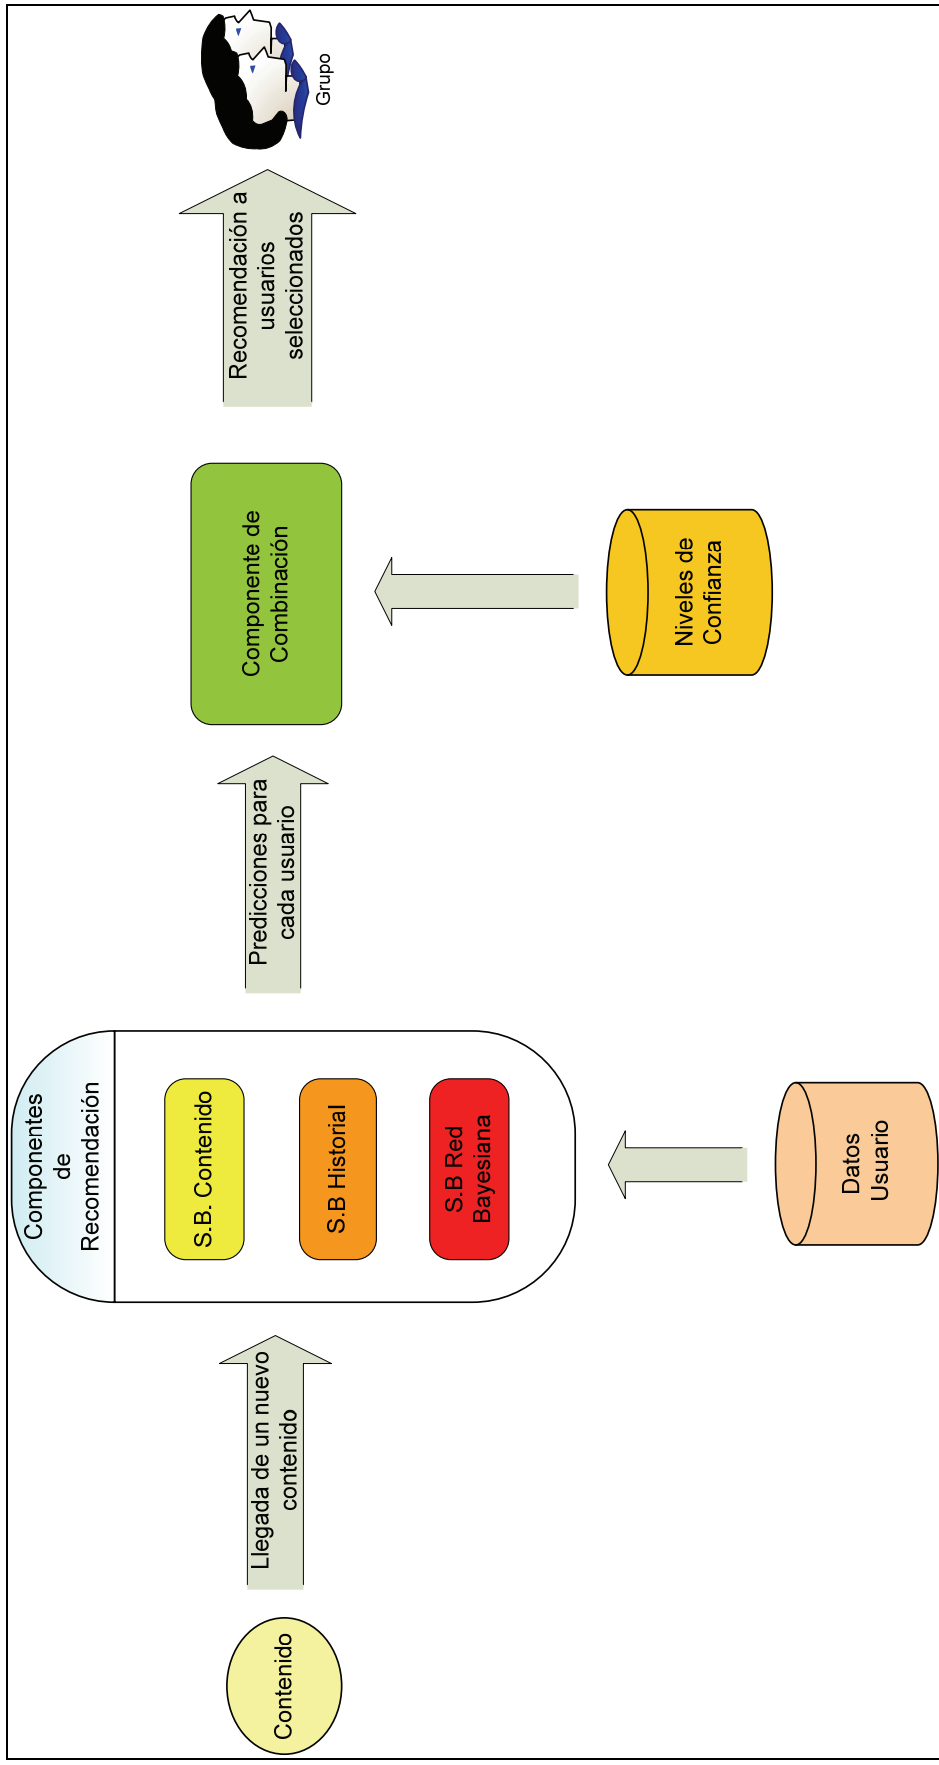 Contenido
Llegada de un nuevo
contenido
Componentes
de
Recomendación
S.B. Contenido
S.B Historial
S.B Red
Bayesiana
Datos
Usuario
Predicciones para
cada usuario
Componente de
Combinación
Niveles de
Confianza
Recomendación a
usuarios
seleccionados
Grupo